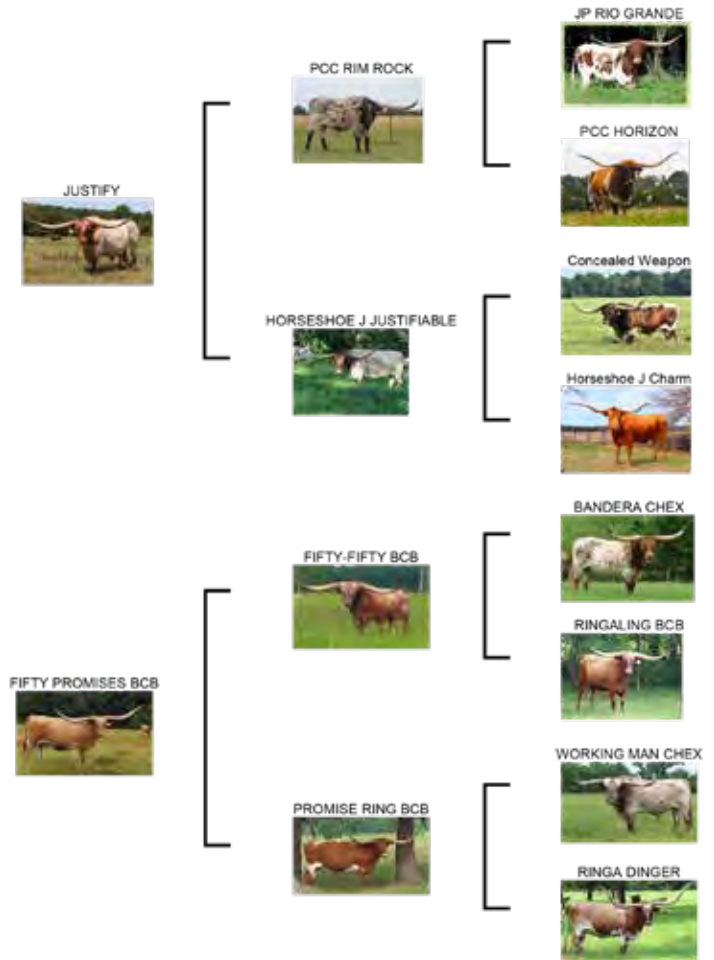 JP RIO GRANDE
PCC RIM ROCK
PCC HORIZON
JUSTIFY
Concealed Weapon
HORSESHOE J JUSTIFIABLE
Horseshoe J Charm
BANDERA CHEX
FIFTY-FIFTY BCB
RINGALING BCB
FIFTY PROMISES BCB
WORKING MAN CHEX
PROMISE RING BCB
RINGA DINGER